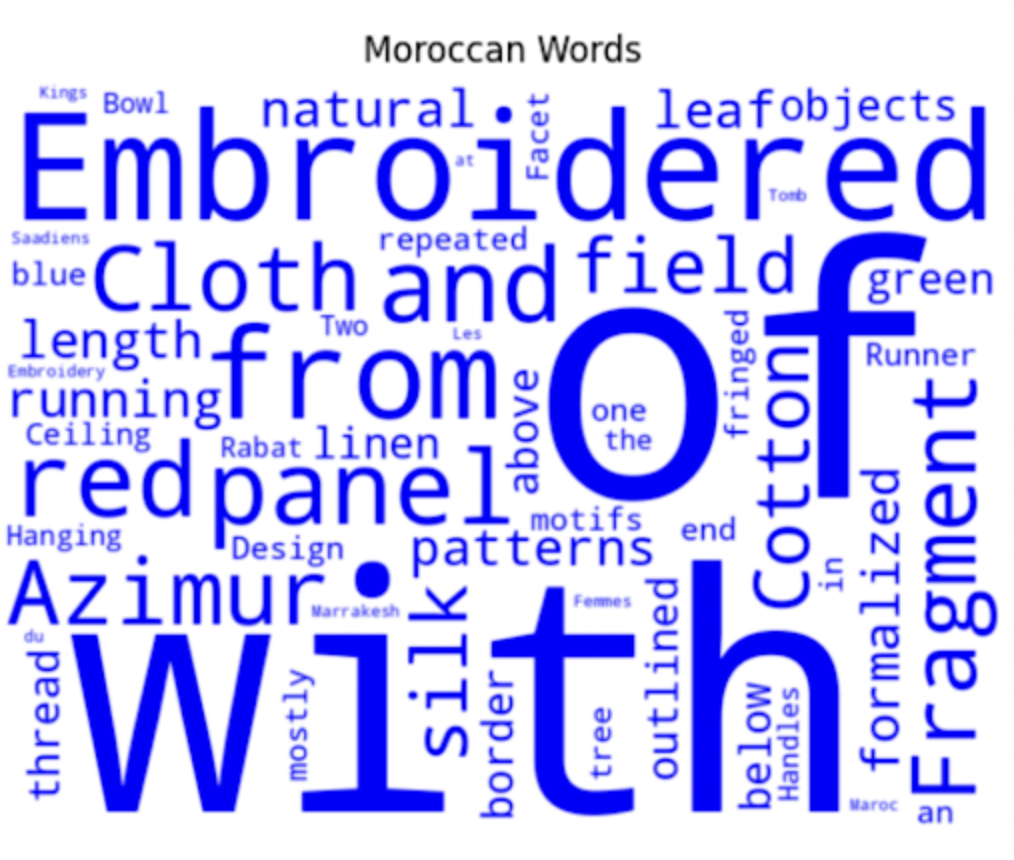 Moroccan Words
Kings
Bowl
natural
Facet
leaf
objects
Embroidered
at
Tomb
Saadiens
repeated
field
of
blue
Cloth
and
green
length
Two
Les
fringed
from
Runner
Embroidery
running
above
one
the
Cotton
Fragment
Ceiling
Rabat
linen
red
panel
motifs
end
formalized
Hanging
Design
patterns
in
Azimur
Marrakesh
silk
Femmes
outlined
du
with
thread
mostly
border
tree
below
Handles
Maroc
an